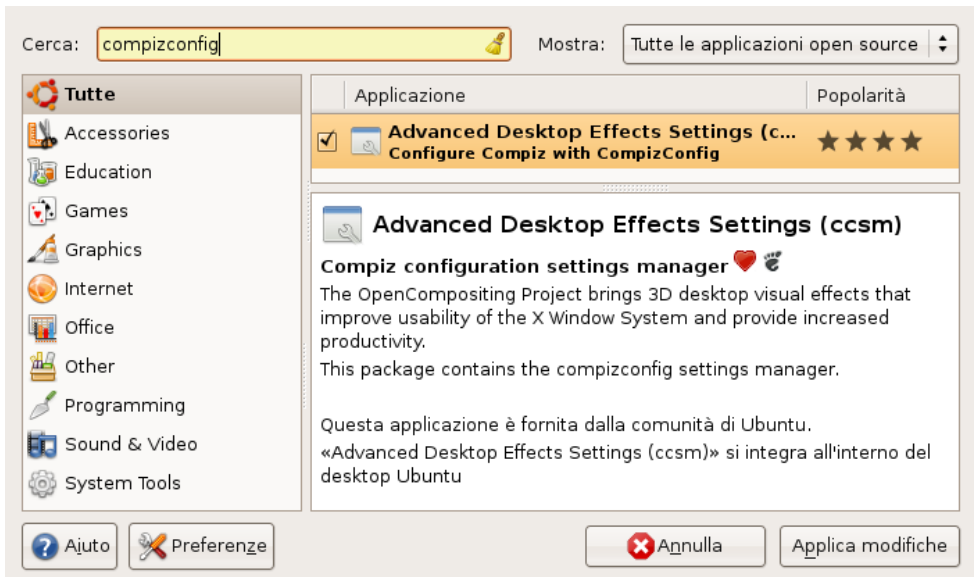 Cerca: compizconfig Mostra: Tutte le applicazioni open source
Tutte
Accessories
Education
Games
Graphics
Internet
Office
Other
Programming
Sound & Video
System Tools
Applicazione Popolarità
Advanced Desktop Effects Settings (c...
Configure Compiz with CompizConfig
Advanced Desktop Effects Settings (ccsm)
Compiz configuration settings manager
The OpenCompositing Project brings 3D desktop visual effects that
improve usability of the X Window System and provide increased
productivity.
This package contains the compizconfig settings manager.
Questa applicazione è fornita dalla comunità di Ubuntu.
«Advanced Desktop Effects Settings (ccsm)» si integra all'interno del
desktop Ubuntu
Aiuto Preferenze Annulla Applica modifiche